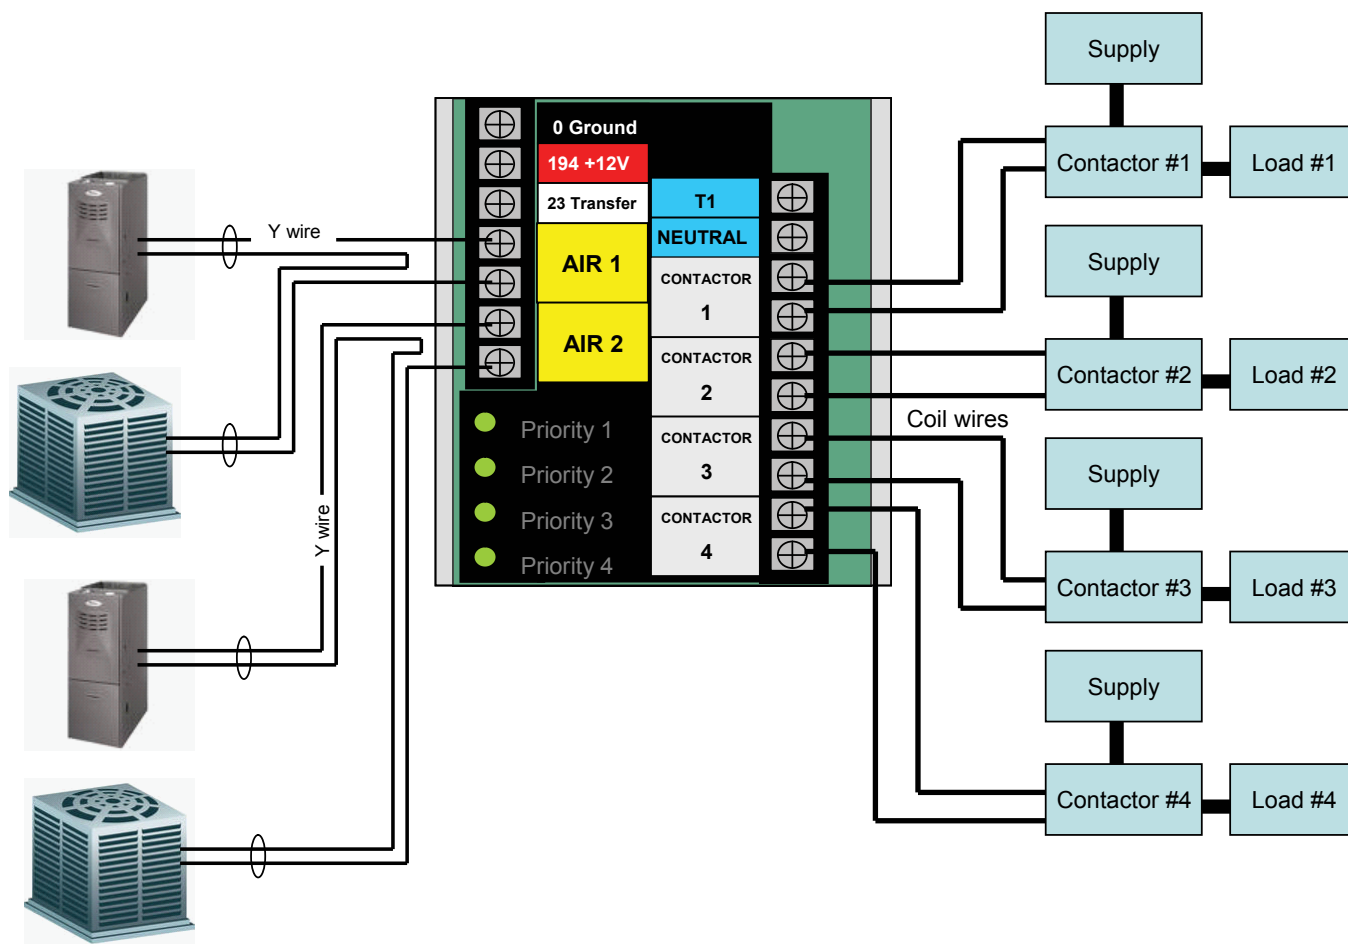 0 Ground
194 +12V
23 Transfer
AIR 1
AIR 2
T1
NEUTRAL
CONTACTOR
1
CONTACTOR
2
CONTACTOR
3
CONTACTOR
4
Priority 1
Priority 2
Priority 3
Priority 4
Y wire
Y wire
Coil wires
Supply
Contactor #1
Load #1
Supply
Contactor #2
Load #2
Supply
Contactor #3
Load #3
Supply
Contactor #4
Load #4